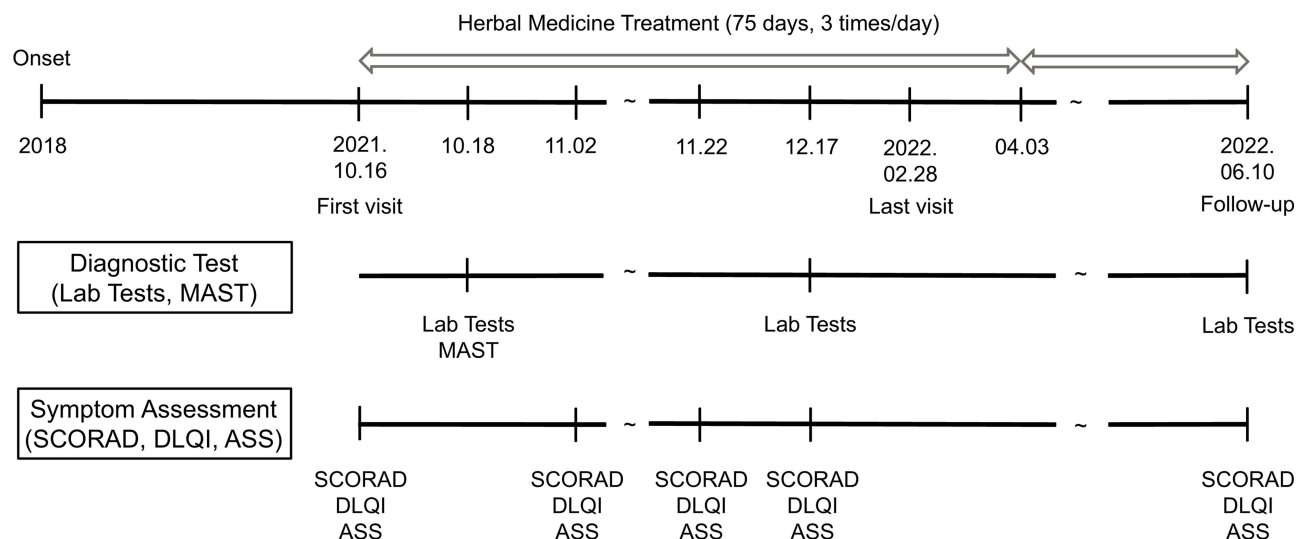 Herbal Medicine Treatment (75 days, 3 times/day)
Onset
~
~
2018
2021.
10.16
10.18
11.02
11.22
12.17
2022.
02.28
04.03
2022.
06.10
First visit
Last visit
Follow-up
Diagnostic Test
(Lab Tests, MAST)
~
~
Lab Tests
MAST
Lab Tests
Lab Tests
Symptom Assessment
(SCORAD, DLQI, ASS)
~
~
SCORAD
DLQI
ASS
SCORAD
DLQI
ASS
SCORAD
DLQI
ASS
SCORAD
DLQI
ASS
SCORAD
DLQI
ASS